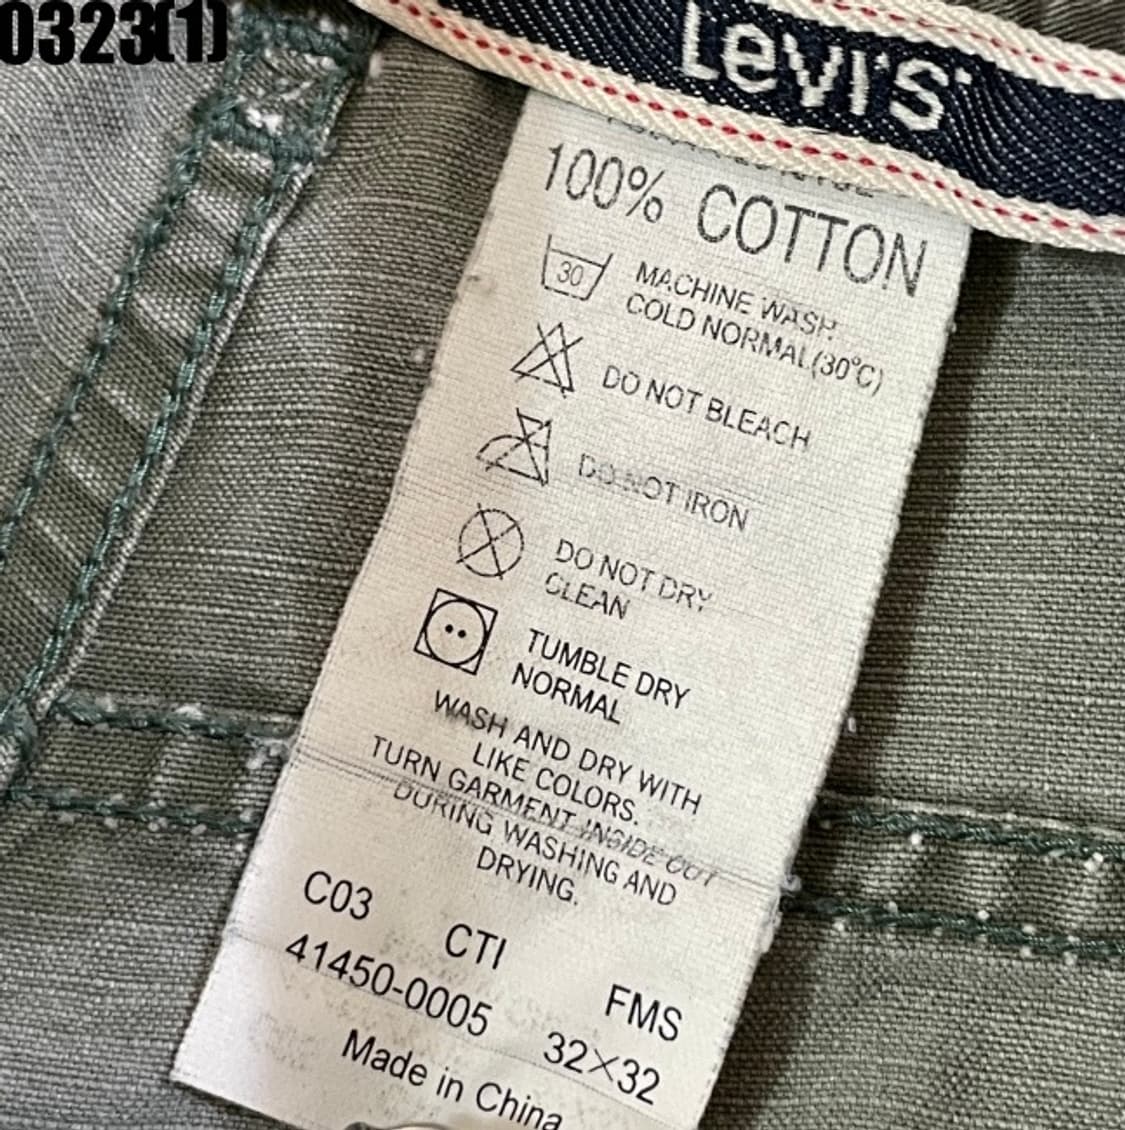 0323(1)
Levi's
100% COTTON
30
MACHINE WASH
COLD NORMAL(30°C)
DO NOT BLEACH
DO NOT IRON
DO NOT DRY
CLEAN
TUMBLE DRY
NORMAL
WASH AND DRY WITH
LIKE COLORS.
TURN GARMENT INSIDE OUT
DURING WASHING AND
DRYING.
C03 CTI FMS
41450-0005 32×32
Made in China